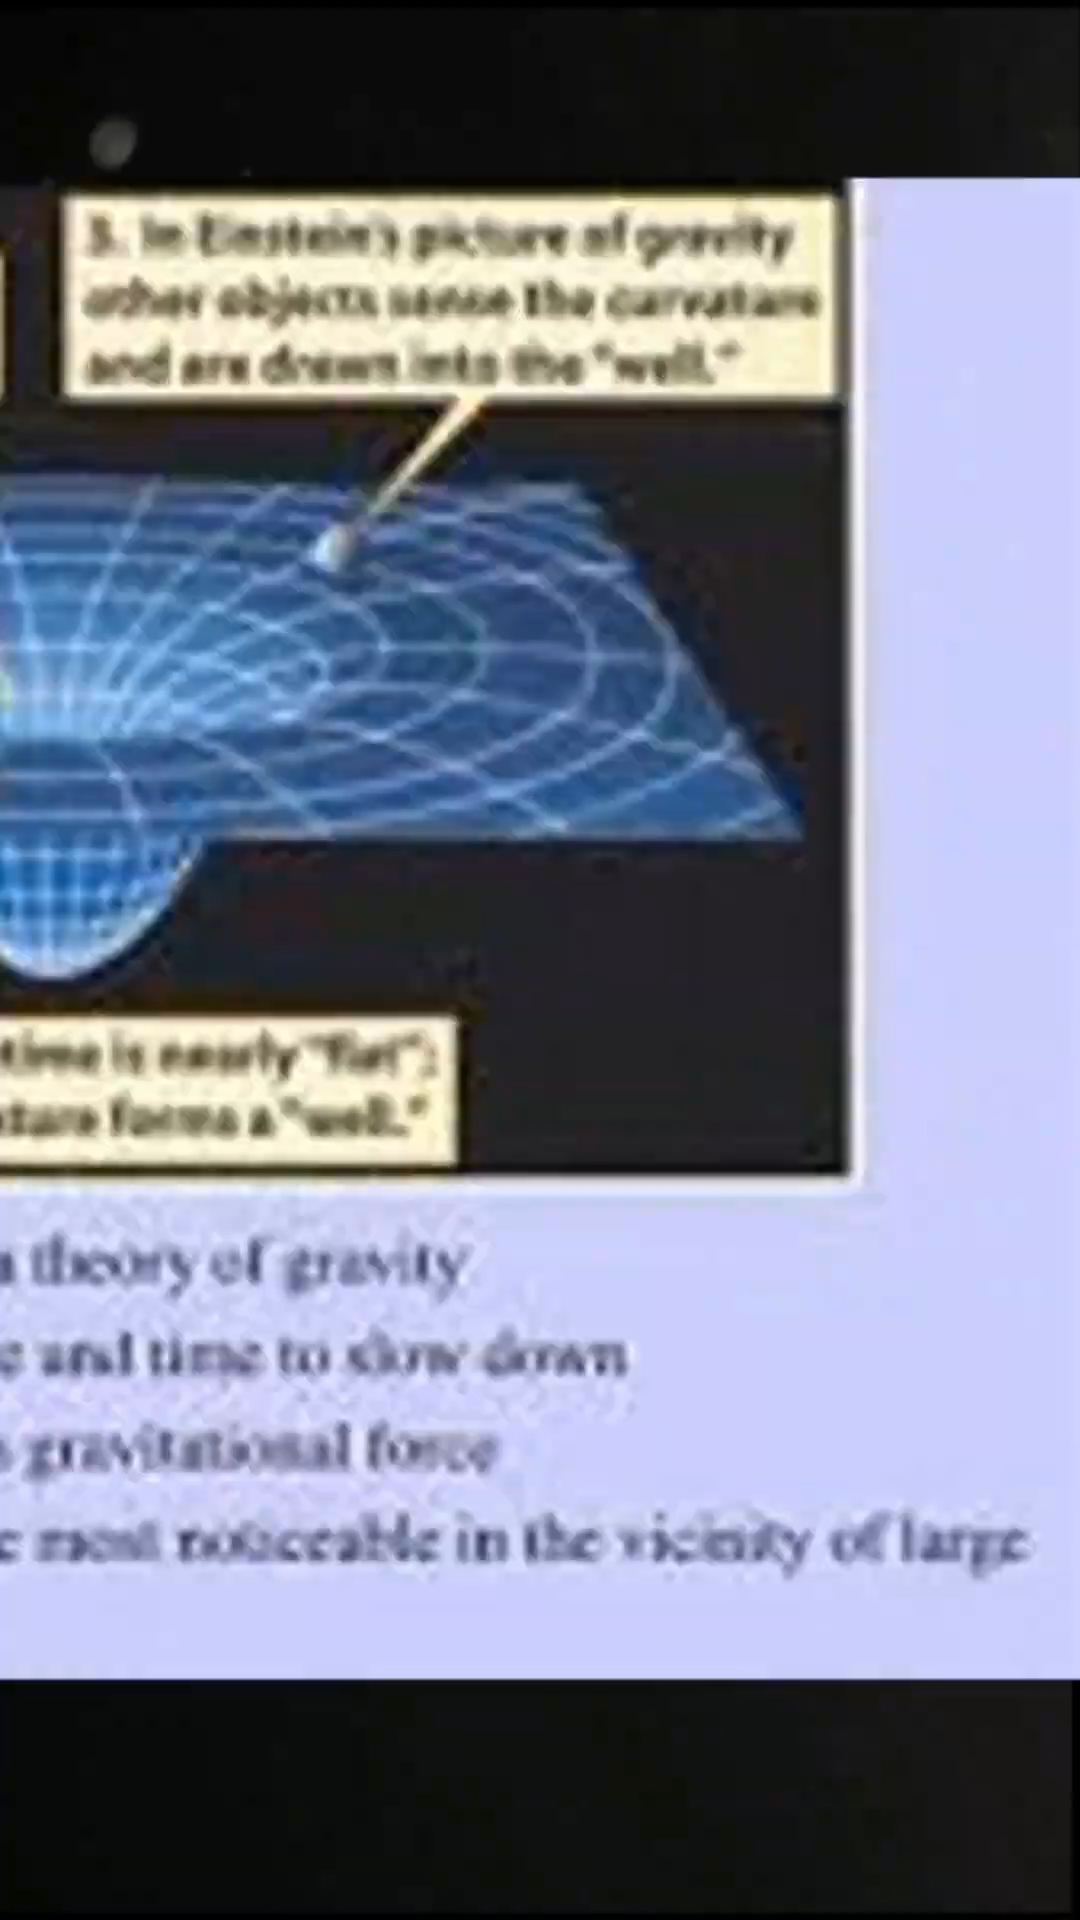 3. In Einstein's picture of gravity
other objects sense the curvature
and are drawn into the "well."
time is nearly "flat";
forms a "well."
theory of gravity
and time to slow down
gravitational force
most noticeable in the vicinity of large